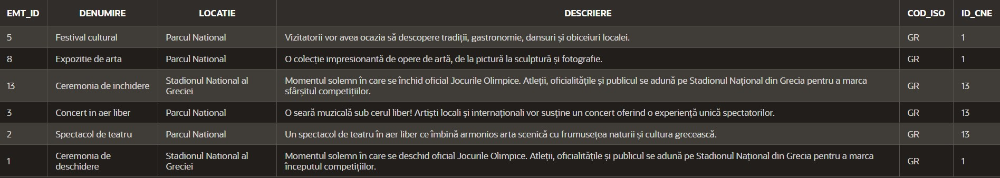 EMT_ID DENUMIRE LOCATIE DESCRIERE COD_ISO ID_CNE
5 Festival cultural Parcul National Vizitatorii vor avea ocazia să descopere tradiții, gastronomie, dansuri și obiceiuri localei. GR 1
8 Expozitie de arta Parcul National O colecție impresionantă de opere de artă, de la pictură la sculptură și fotografie. GR 1
13 Ceremonia de inchidere Stadionul National al
Greciei Momentul solemn în care se închid oficial Jocurile Olimpice. Atleții, oficialitățile și publicul se adună pe Stadionul Național din Grecia pentru a marca
sfârșitul competițiilor. GR 13
3 Concert in aer liber Parcul National O seară muzicală sub cerul liber! Artiști locali și internaționali vor susține un concert oferind o experiență unică spectatorilor. GR 13
2 Spectacol de teatru Parcul National Un spectacol de teatru în aer liber ce îmbină armonios arta scenică cu frumusețea naturii și cultura grecească. GR 13
1 Ceremonia de
deschidere Stadionul National al
Greciei Momentul solemn în care se deschid oficial Jocurile Olimpice. Atleții, oficialitățile și publicul se adună pe Stadionul Național din Grecia pentru a marca
începutul competițiilor. GR 1